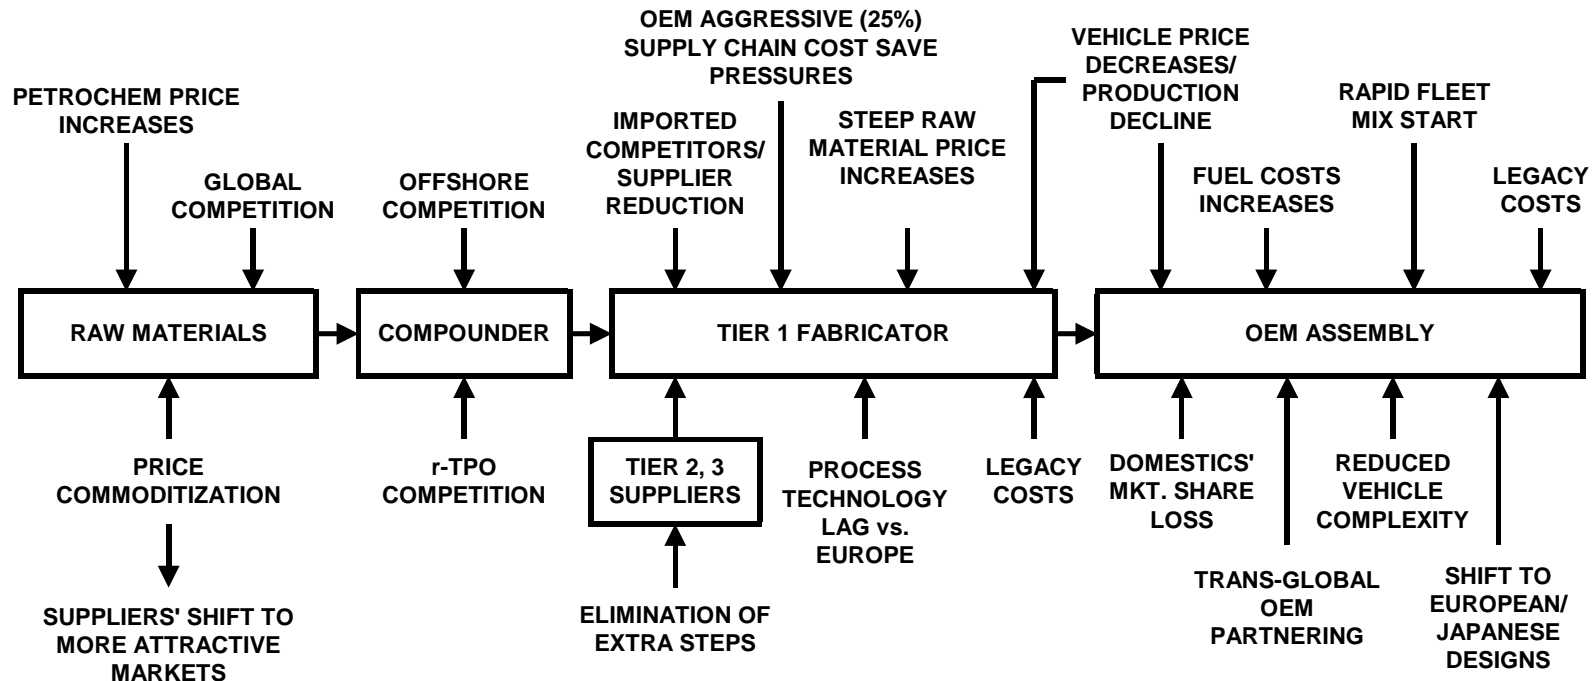 OEM AGGRESSIVE (25%)
SUPPLY CHAIN COST SAVE
PRESSURES
VEHICLE PRICE
DECREASES/
PRODUCTION
DECLINE
PETROCHEM PRICE
INCREASES
RAPID FLEET
MIX START
IMPORTED
COMPETITORS/
SUPPLIER
REDUCTION
STEEP RAW
MATERIAL PRICE
INCREASES
GLOBAL
COMPETITION
OFFSHORE
COMPETITION
FUEL COSTS
INCREASES
LEGACY
COSTS
RAW MATERIALS
COMPOUNDER
TIER 1 FABRICATOR
OEM ASSEMBLY
PRICE
COMMODITIZATION
r-TPO
COMPETITION
TIER 2, 3
SUPPLIERS
PROCESS
TECHNOLOGY
LAG vs.
EUROPE
LEGACY
COSTS
DOMESTICS'
MKT. SHARE
LOSS
REDUCED
VEHICLE
COMPLEXITY
SUPPLIERS' SHIFT TO
MORE ATTRACTIVE
MARKETS
ELIMINATION OF
EXTRA STEPS
TRANS-GLOBAL
OEM
PARTNERING
SHIFT TO
EUROPEAN/
JAPANESE
DESIGNS